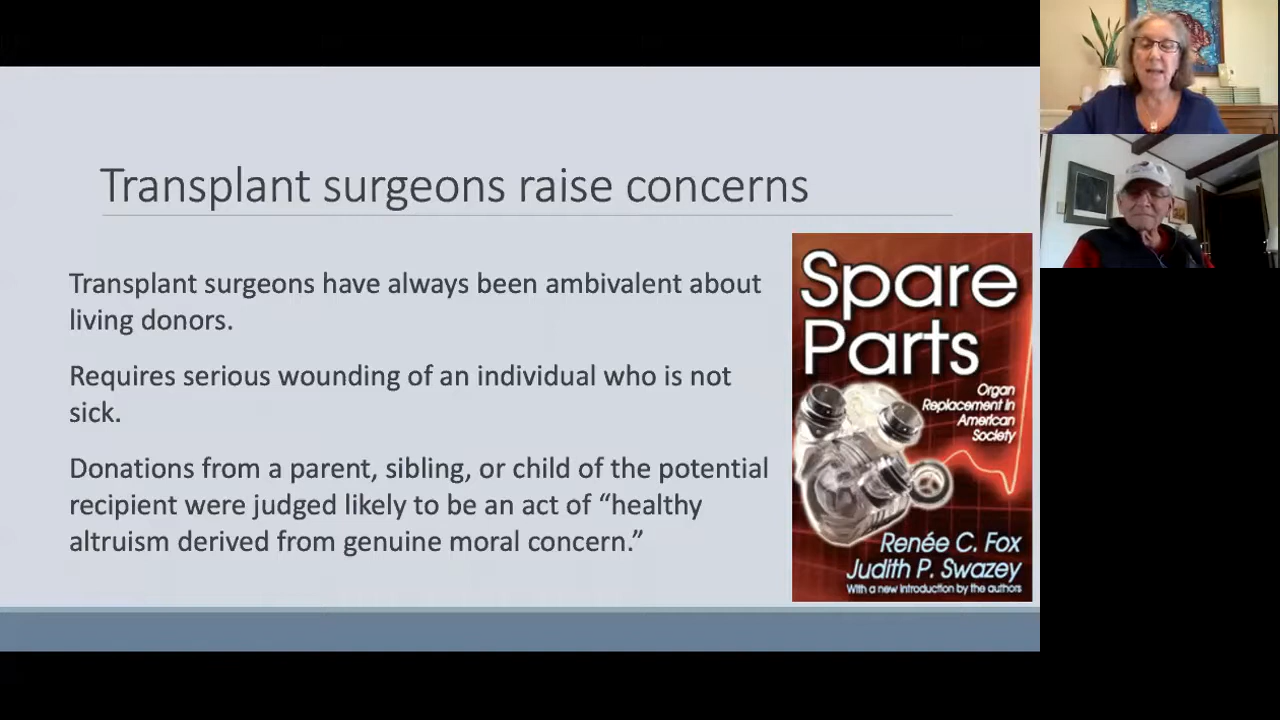 Transplant surgeons raise concerns
Transplant surgeons have always been ambivalent about
living donors.
Requires serious wounding of an individual who is not
sick.
Donations from a parent, sibling, or child of the potential
recipient were judged likely to be an act of “healthy
altruism derived from genuine moral concern.”
Spare
Parts
Organ
Replacement in
American
Society
Renée C. Fox
Judith P. Swazey
With a new introduction by the authors